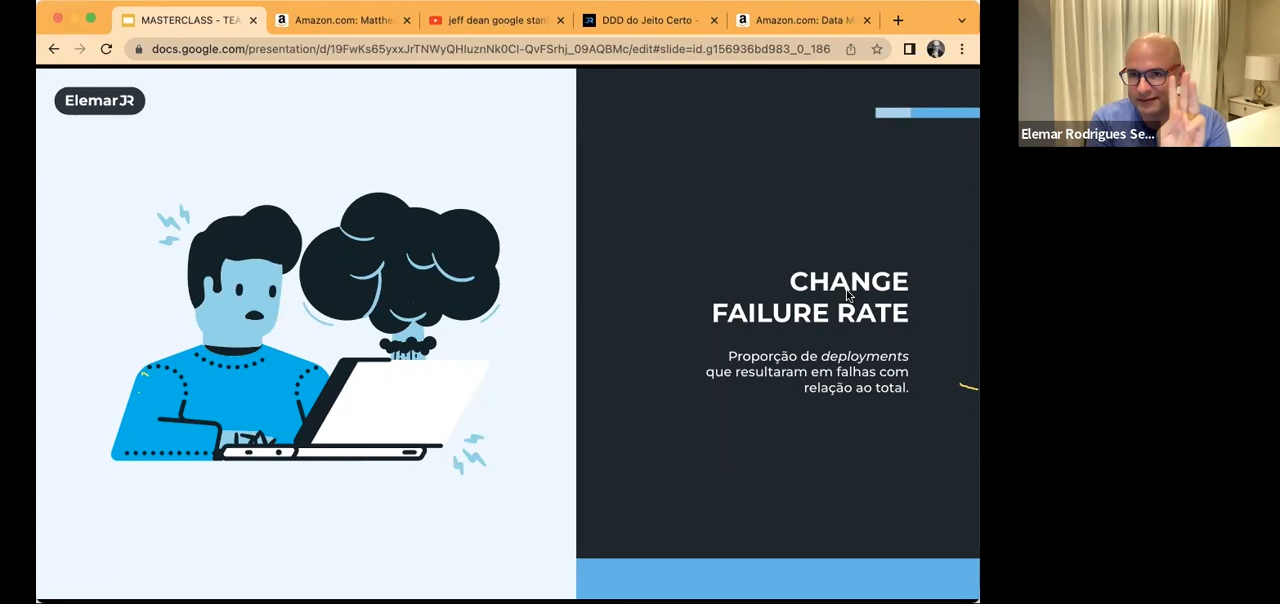 MASTERCLASS - TEA
Amazon.com: Matthe
jeff dean google stan
DDD do Jeito Certo -
Amazon.com: Data M
docs.google.com/presentation/d/19FwKs65yxxJrTNWyQHIuznNk0Cl-QvFSrhj_09AQBMc/edit#slide=id.g156936bd983_0_186
ElemarJR
CHANGE
FAILURE RATE
Proporção de deployments
que resultaram em falhas com
relação ao total.
Elemar Rodrigues Se...